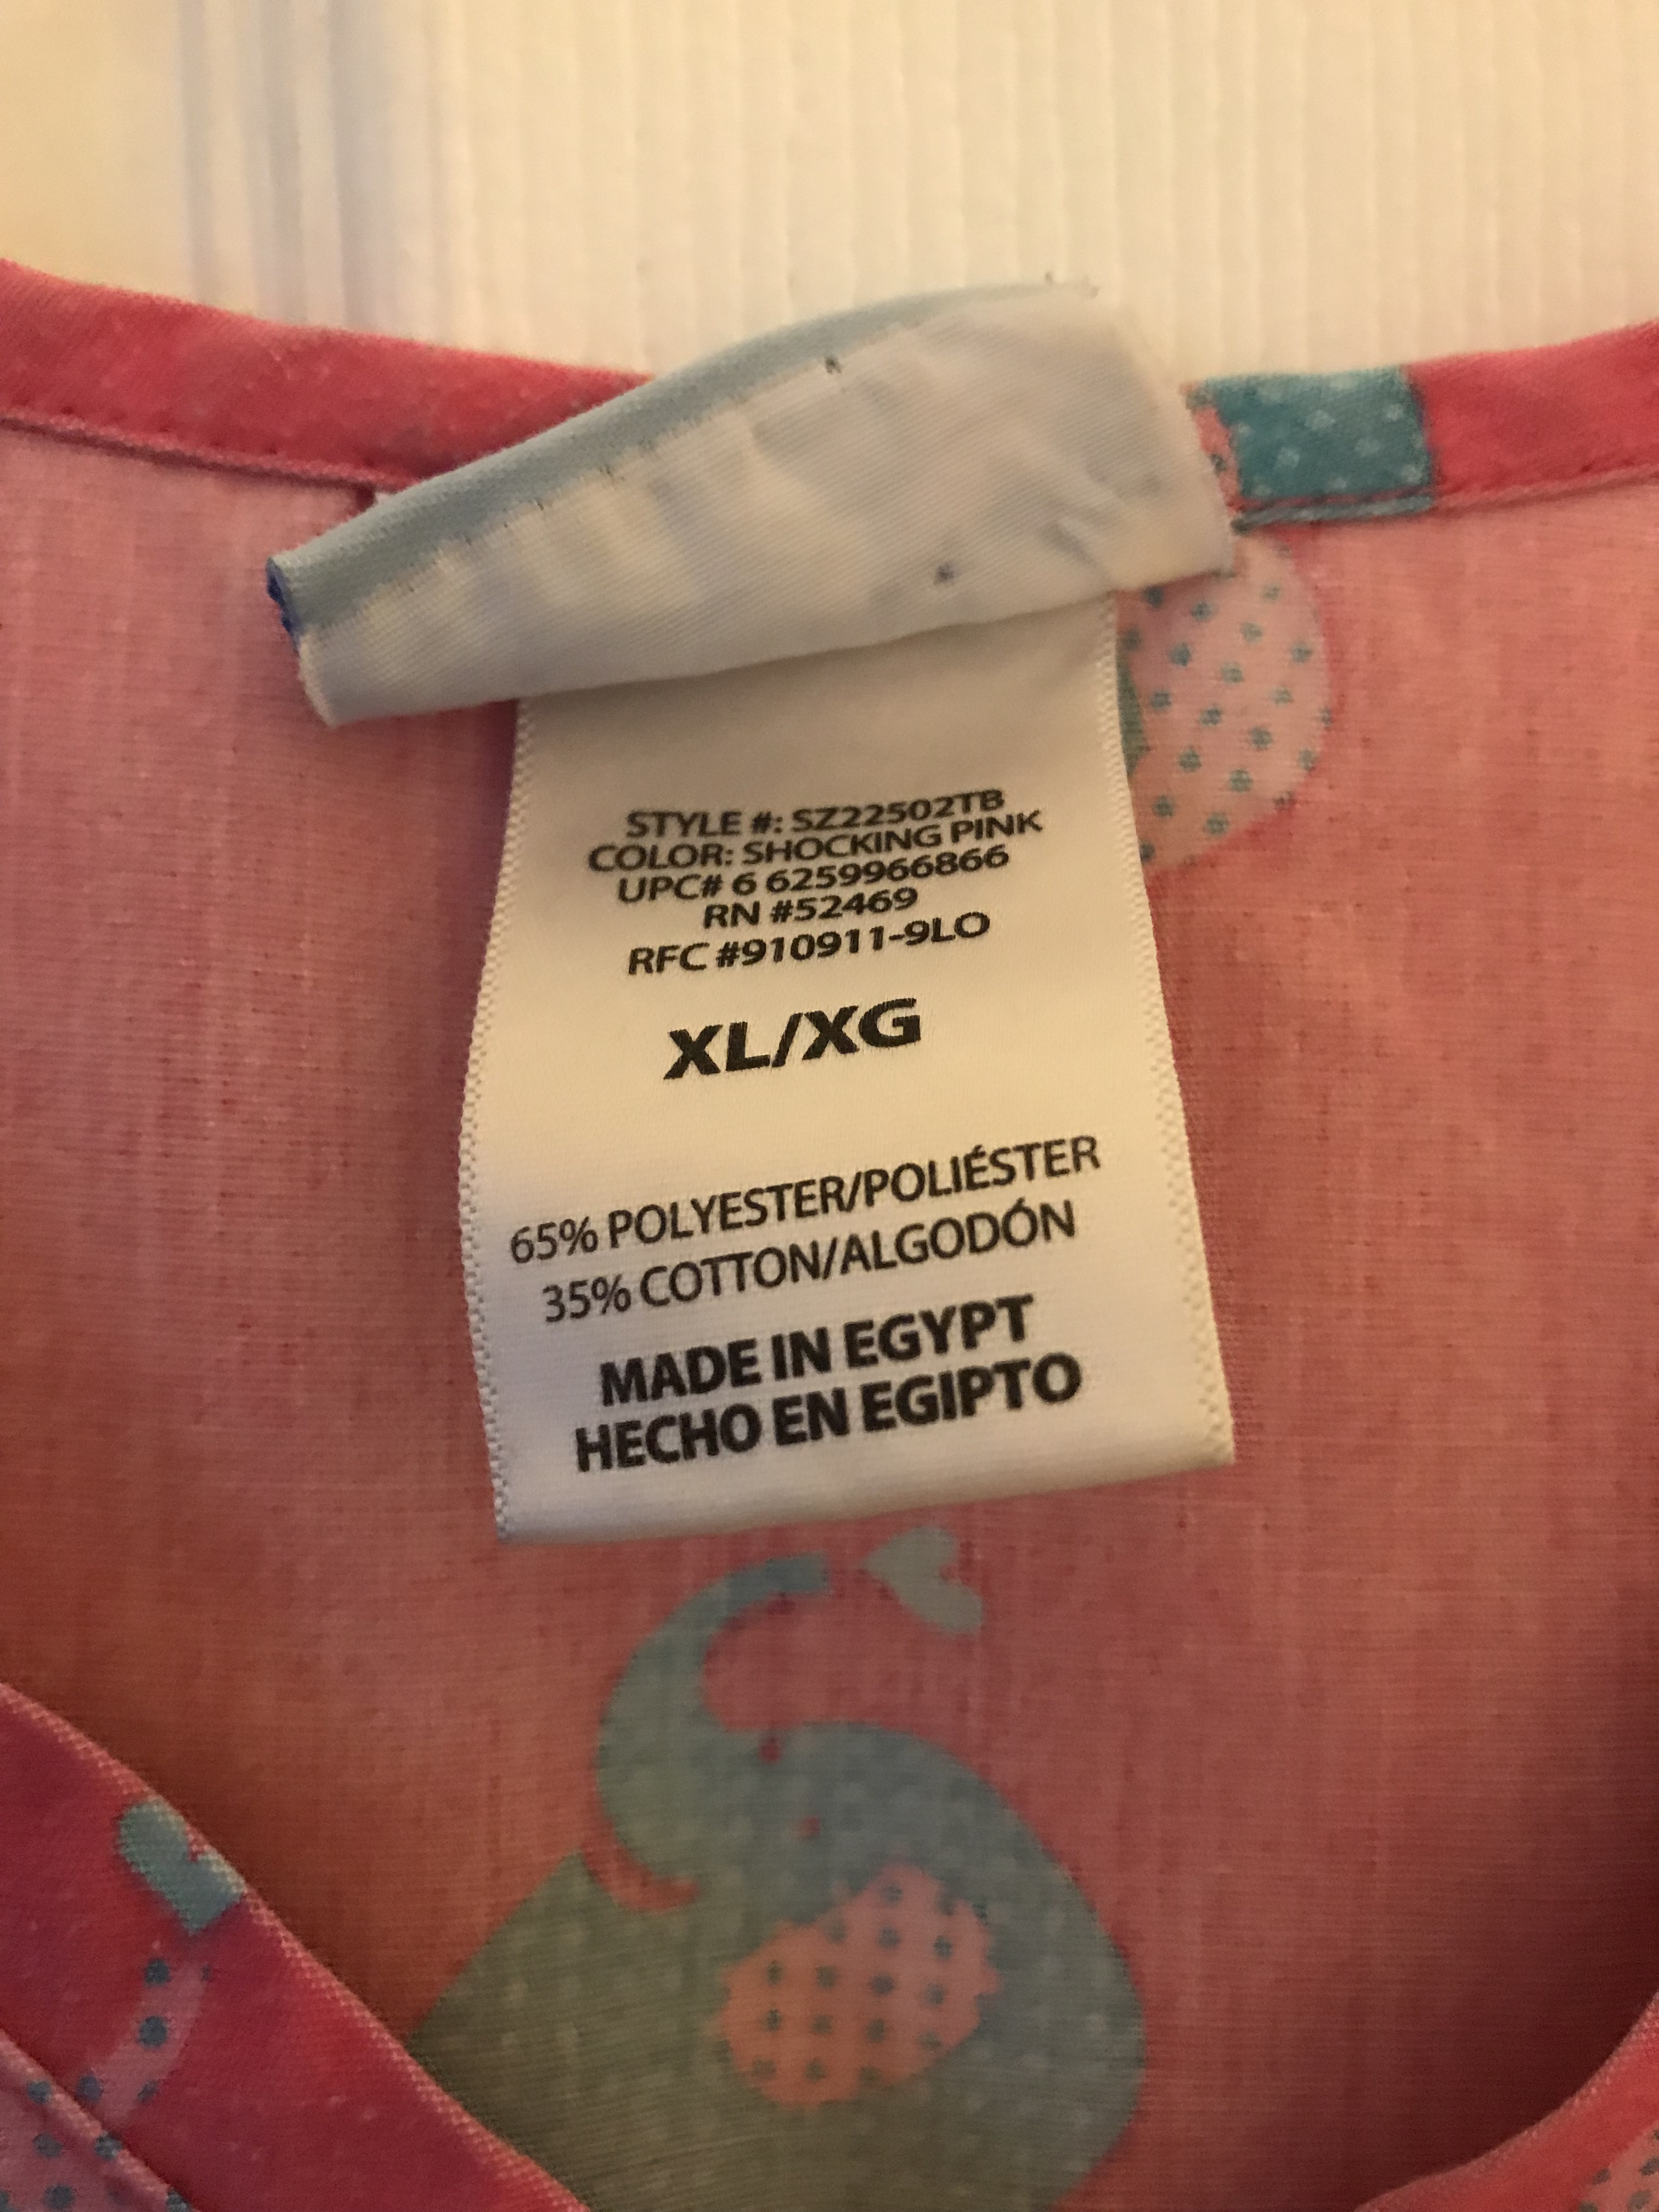 STYLE #: SZ22502TB
COLOR: SHOCKING PINK
UPC# 6 6259966866
RN #52469
RFC #910911-9LO
XL/XG
65% POLYESTER/POLIÉSTER
35% COTTON/ALGODÓN
MADE IN EGYPT
HECHO EN EGIPTO